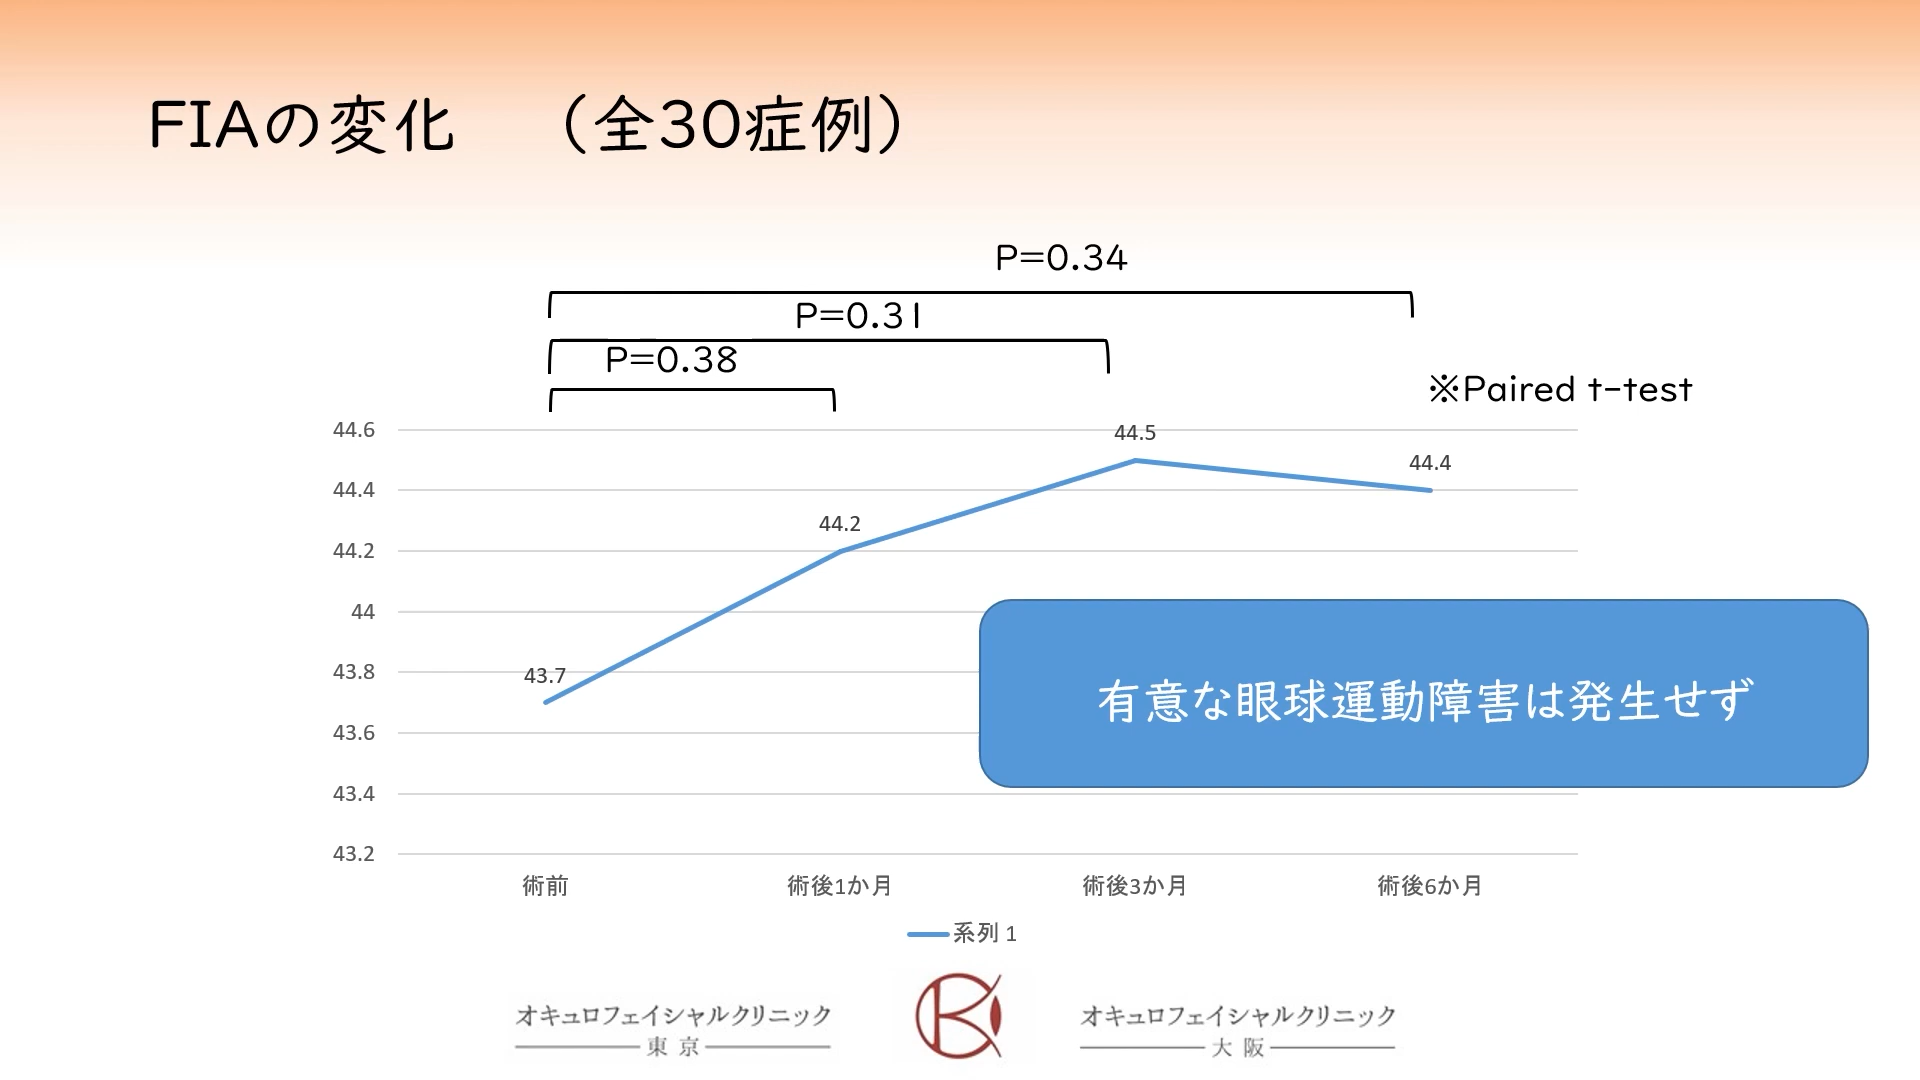 FIAの変化　（全30症例）
P=0.34
P=0.31
P=0.38
※Paired t-test
44.6
44.4
44.2
44
43.8
43.6
43.4
43.2
43.7
44.2
44.5
44.4
有意な眼球運動障害は発生せず
術前
術後1か月
術後3か月
術後6か月
系列 1
オキュロフェイシャルクリニック
東 京
オキュロフェイシャルクリニック
大 阪